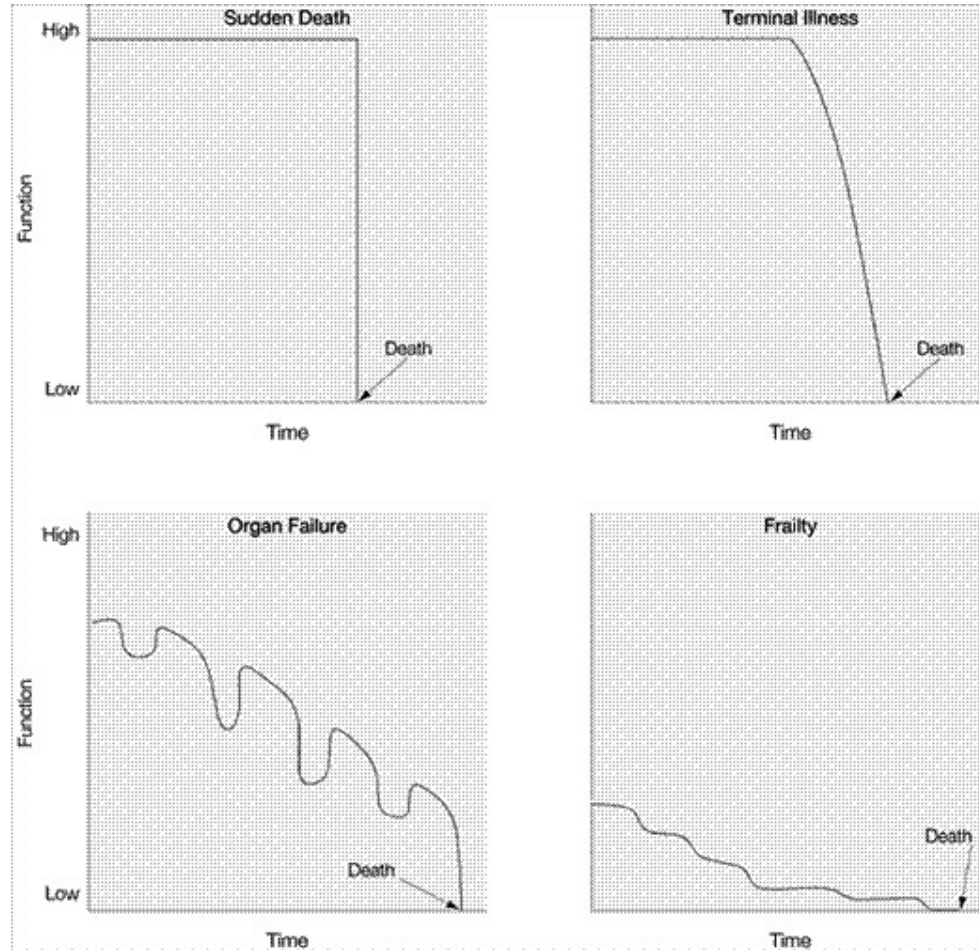 Sudden Death
High
Function
Low
Death
Time
Terminal Illness
Death
Time
Organ Failure
High
Function
Low
Death
Time
Frailty
Death
Time